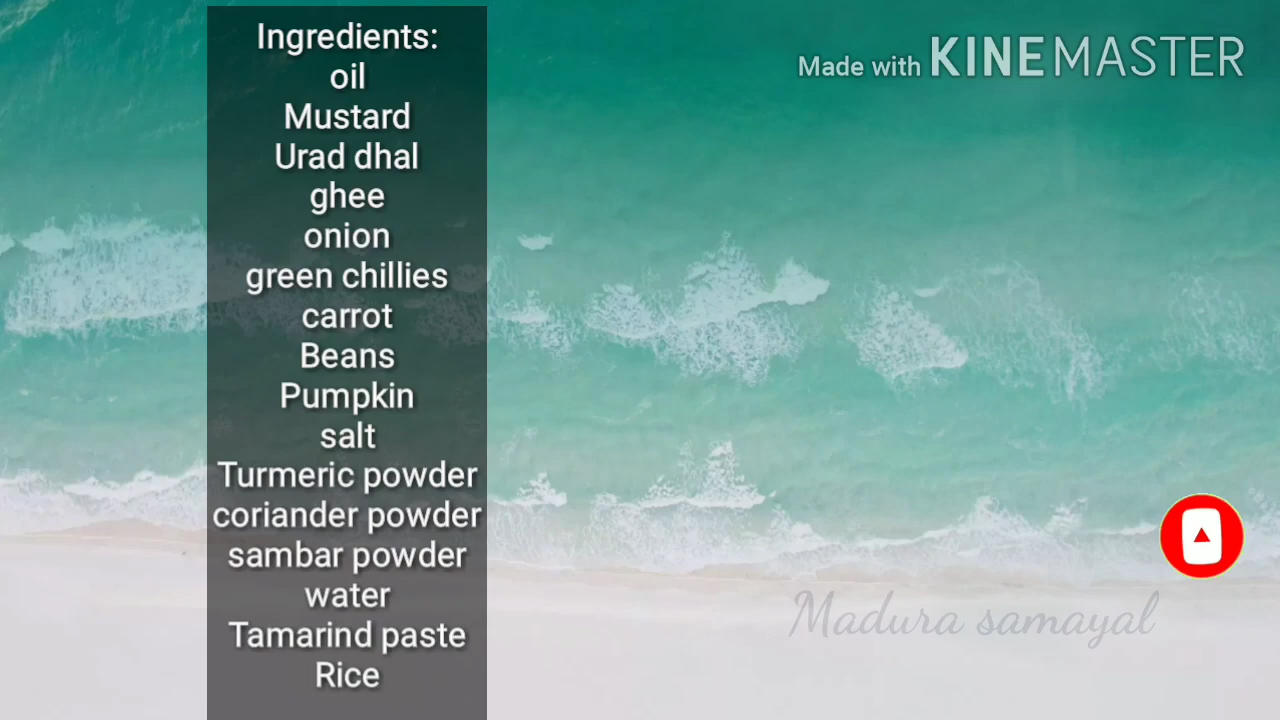 Ingredients:
oil
Mustard
Urad dhal
ghee
onion
green chillies
carrot
Beans
Pumpkin
salt
Turmeric powder
coriander powder
sambar powder
water
Tamarind paste
Rice
Made with KINEMASTER
Madura samayal